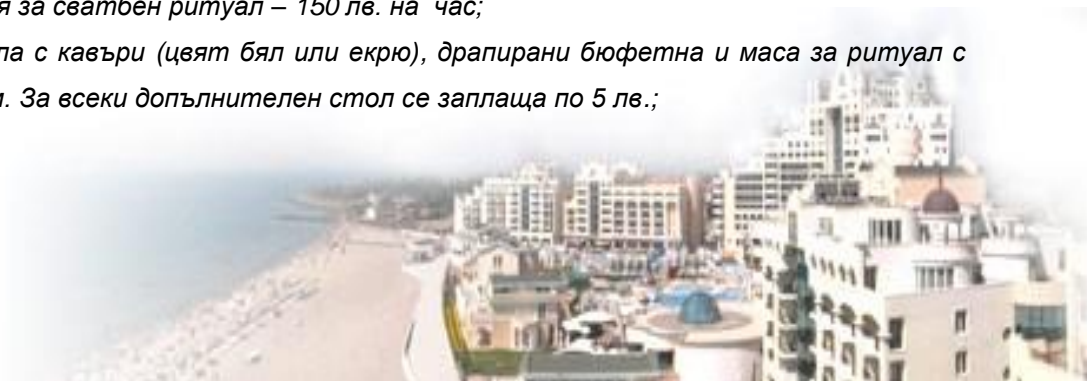 я за сватбен ритуал – 150 лв. на час;
ла с кавъри (цвят бял или екрю), драпирани бюфетна и маса за ритуал с
За всеки допълнителен стол се заплаща по 5 лв.;